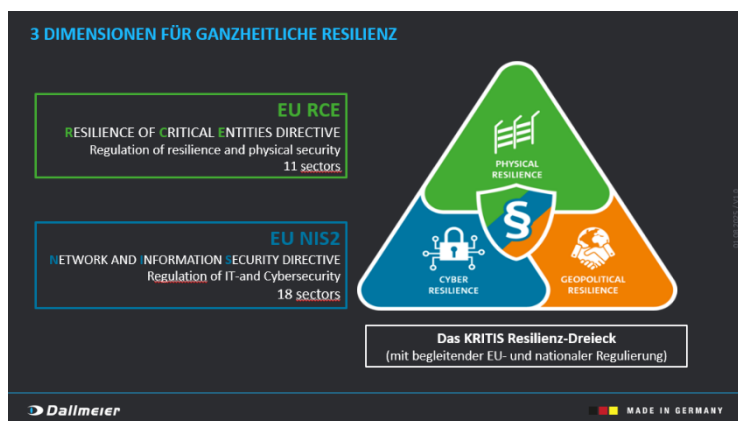 3 DIMENSIONEN FÜR GANZHEITLICHE RESILIENZ
EU RCE
RESILIENCE OF CRITICAL ENTITIES DIRECTIVE
Regulation of resilience and physical security
11 sectors
EU NIS2
NETWORK AND INFORMATION SECURITY DIRECTIVE
Regulation of IT-and Cybersecurity
18 sectors
PHYSICAL
RESILIENCE
§
CYBER
RESILIENCE
GEOPOLITICAL
RESILIENCE
Das KRITIS Resilienz-Dreieck
(mit begleitender EU- und nationaler Regulierung)
Dallmeier
MADE IN GERMANY